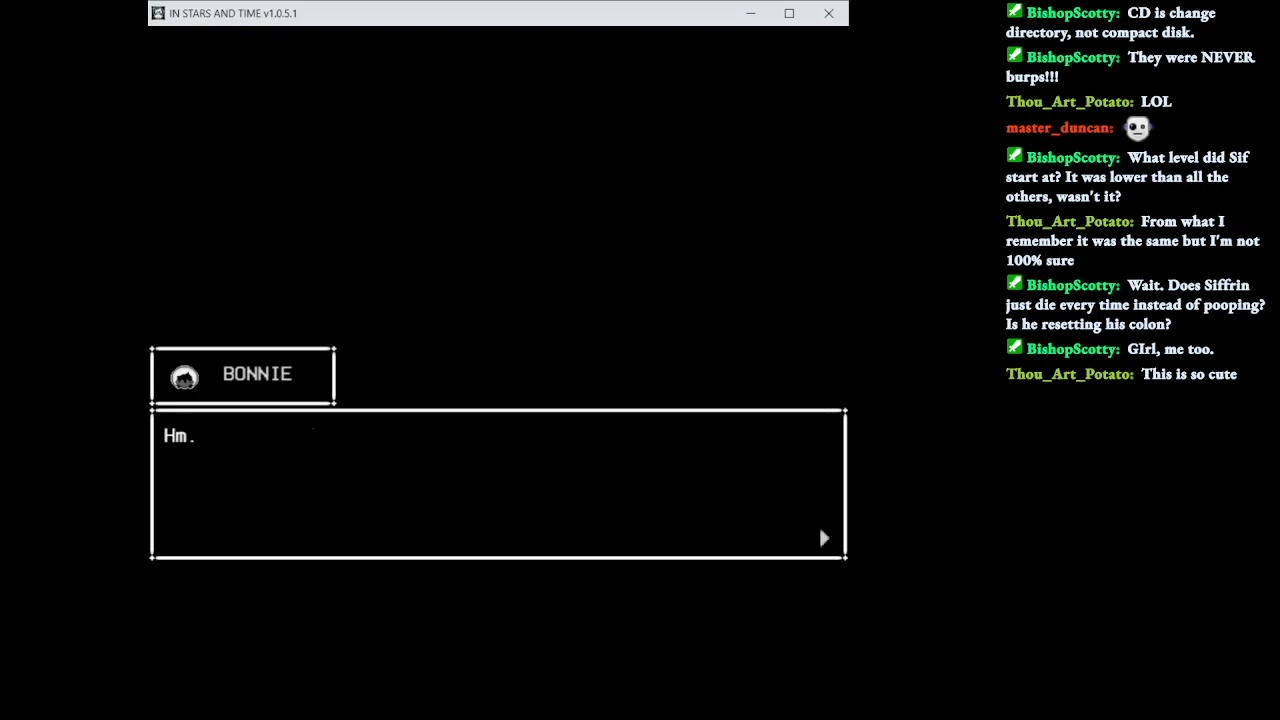 IN STARS AND TIME v1.0.5.1
BONNIE
Hm.
BishopScotty: CD is change
directory, not compact disk.
BishopScotty: They were NEVER
burps!!!
Thou_Art_Potato: LOL
master_duncan:
BishopScotty: What level did Sif
start at? It was lower than all the
others, wasn't it?
Thou_Art_Potato: From what I
remember it was the same but I'm not
100% sure
BishopScotty: Wait. Does Siffrin
just die every time instead of pooping?
Is he resetting his colon?
BishopScotty: GIrl, me too.
Thou_Art_Potato: This is so cute